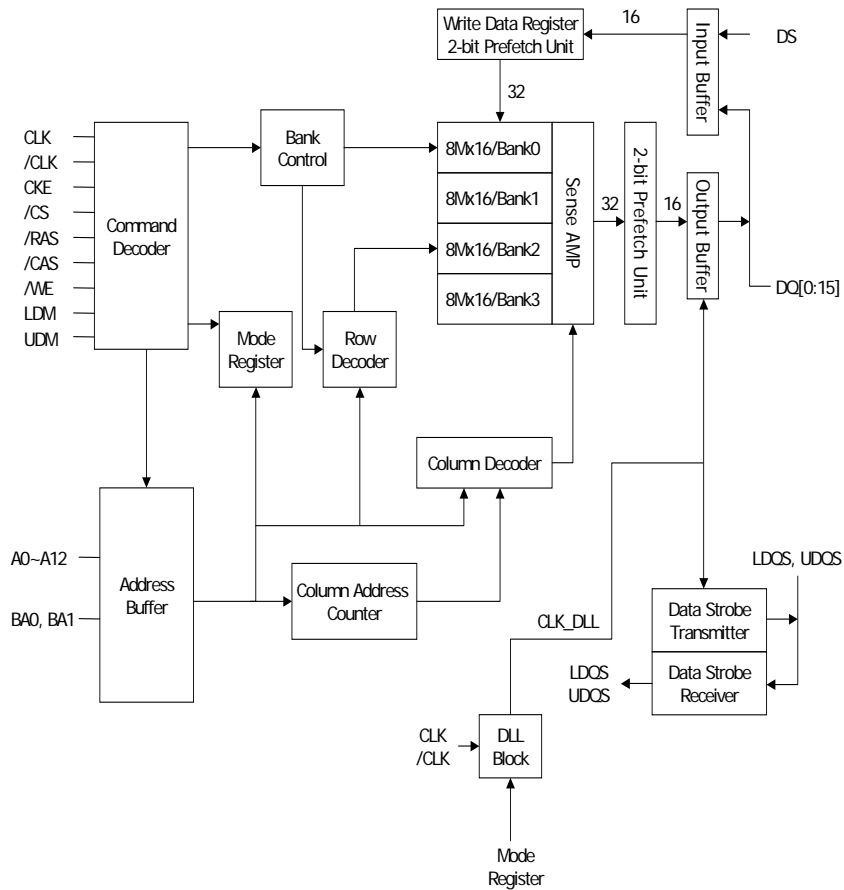 Write Data Register
2-bit Prefetch Unit
16
Input Buffer
DS
32
CLK
/CLK
CKE
/CS
/RAS
/CAS
/WE
LDM
UDM
Command
Decoder
Bank
Control
8Mx16/Bank0
8Mx16/Bank1
8Mx16/Bank2
8Mx16/Bank3
Sense AMP
32
2-bit Prefetch Unit
16
Output Buffer
DQ[0:15]
Mode
Register
Row
Decoder
Column Decoder
A0~A12
BA0, BA1
Address
Buffer
Column Address
Counter
CLK_DLL
LDQS, UDQS
Data Strobe
Transmitter
Data Strobe
Receiver
LDQS
UDQS
CLK
/CLK
DLL
Block
Mode
Register